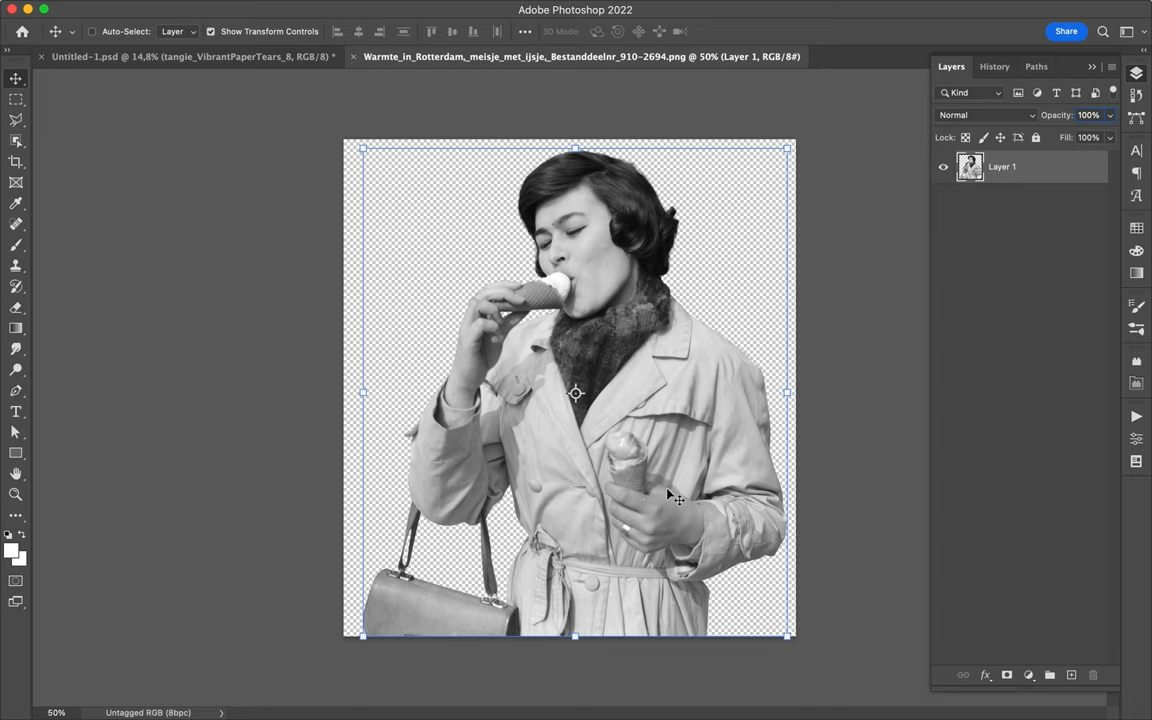 Adobe Photoshop 2022
Auto-Select: Layer Show Transform Controls 3D Mode: Share
Untitled-1.psd @ 14,8% (tangie_VibrantPaperTears_8, RGB/8) *
Warmte_in_Rotterdam,_meisje_met_ijsje,_Bestanddeelnr_910-2694.png @ 50% (Layer 1, RGB/8#)
Layers History Paths
Kind
Normal Opacity: 100%
Lock: Fill: 100%
Layer 1
50% Untagged RGB (8bpc)